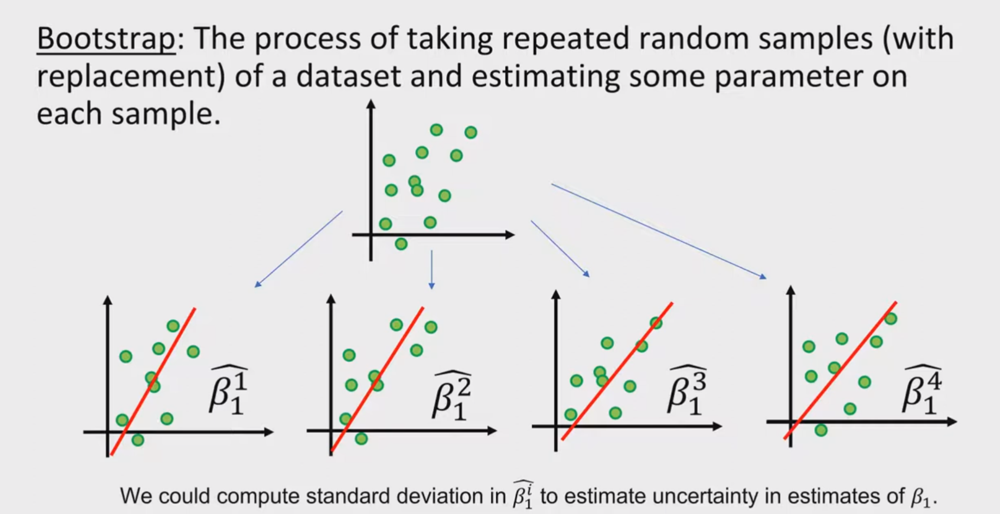 Bootstrap: The process of taking repeated random samples (with
replacement) of a dataset and estimating some parameter on
each sample.
$\widehat{\beta_1^1}$
$\widehat{\beta_1^2}$
$\widehat{\beta_1^3}$
$\widehat{\beta_1^4}$
We could compute standard deviation in $\widehat{\beta_1^i}$ to estimate uncertainty in estimates of $\beta_1$.